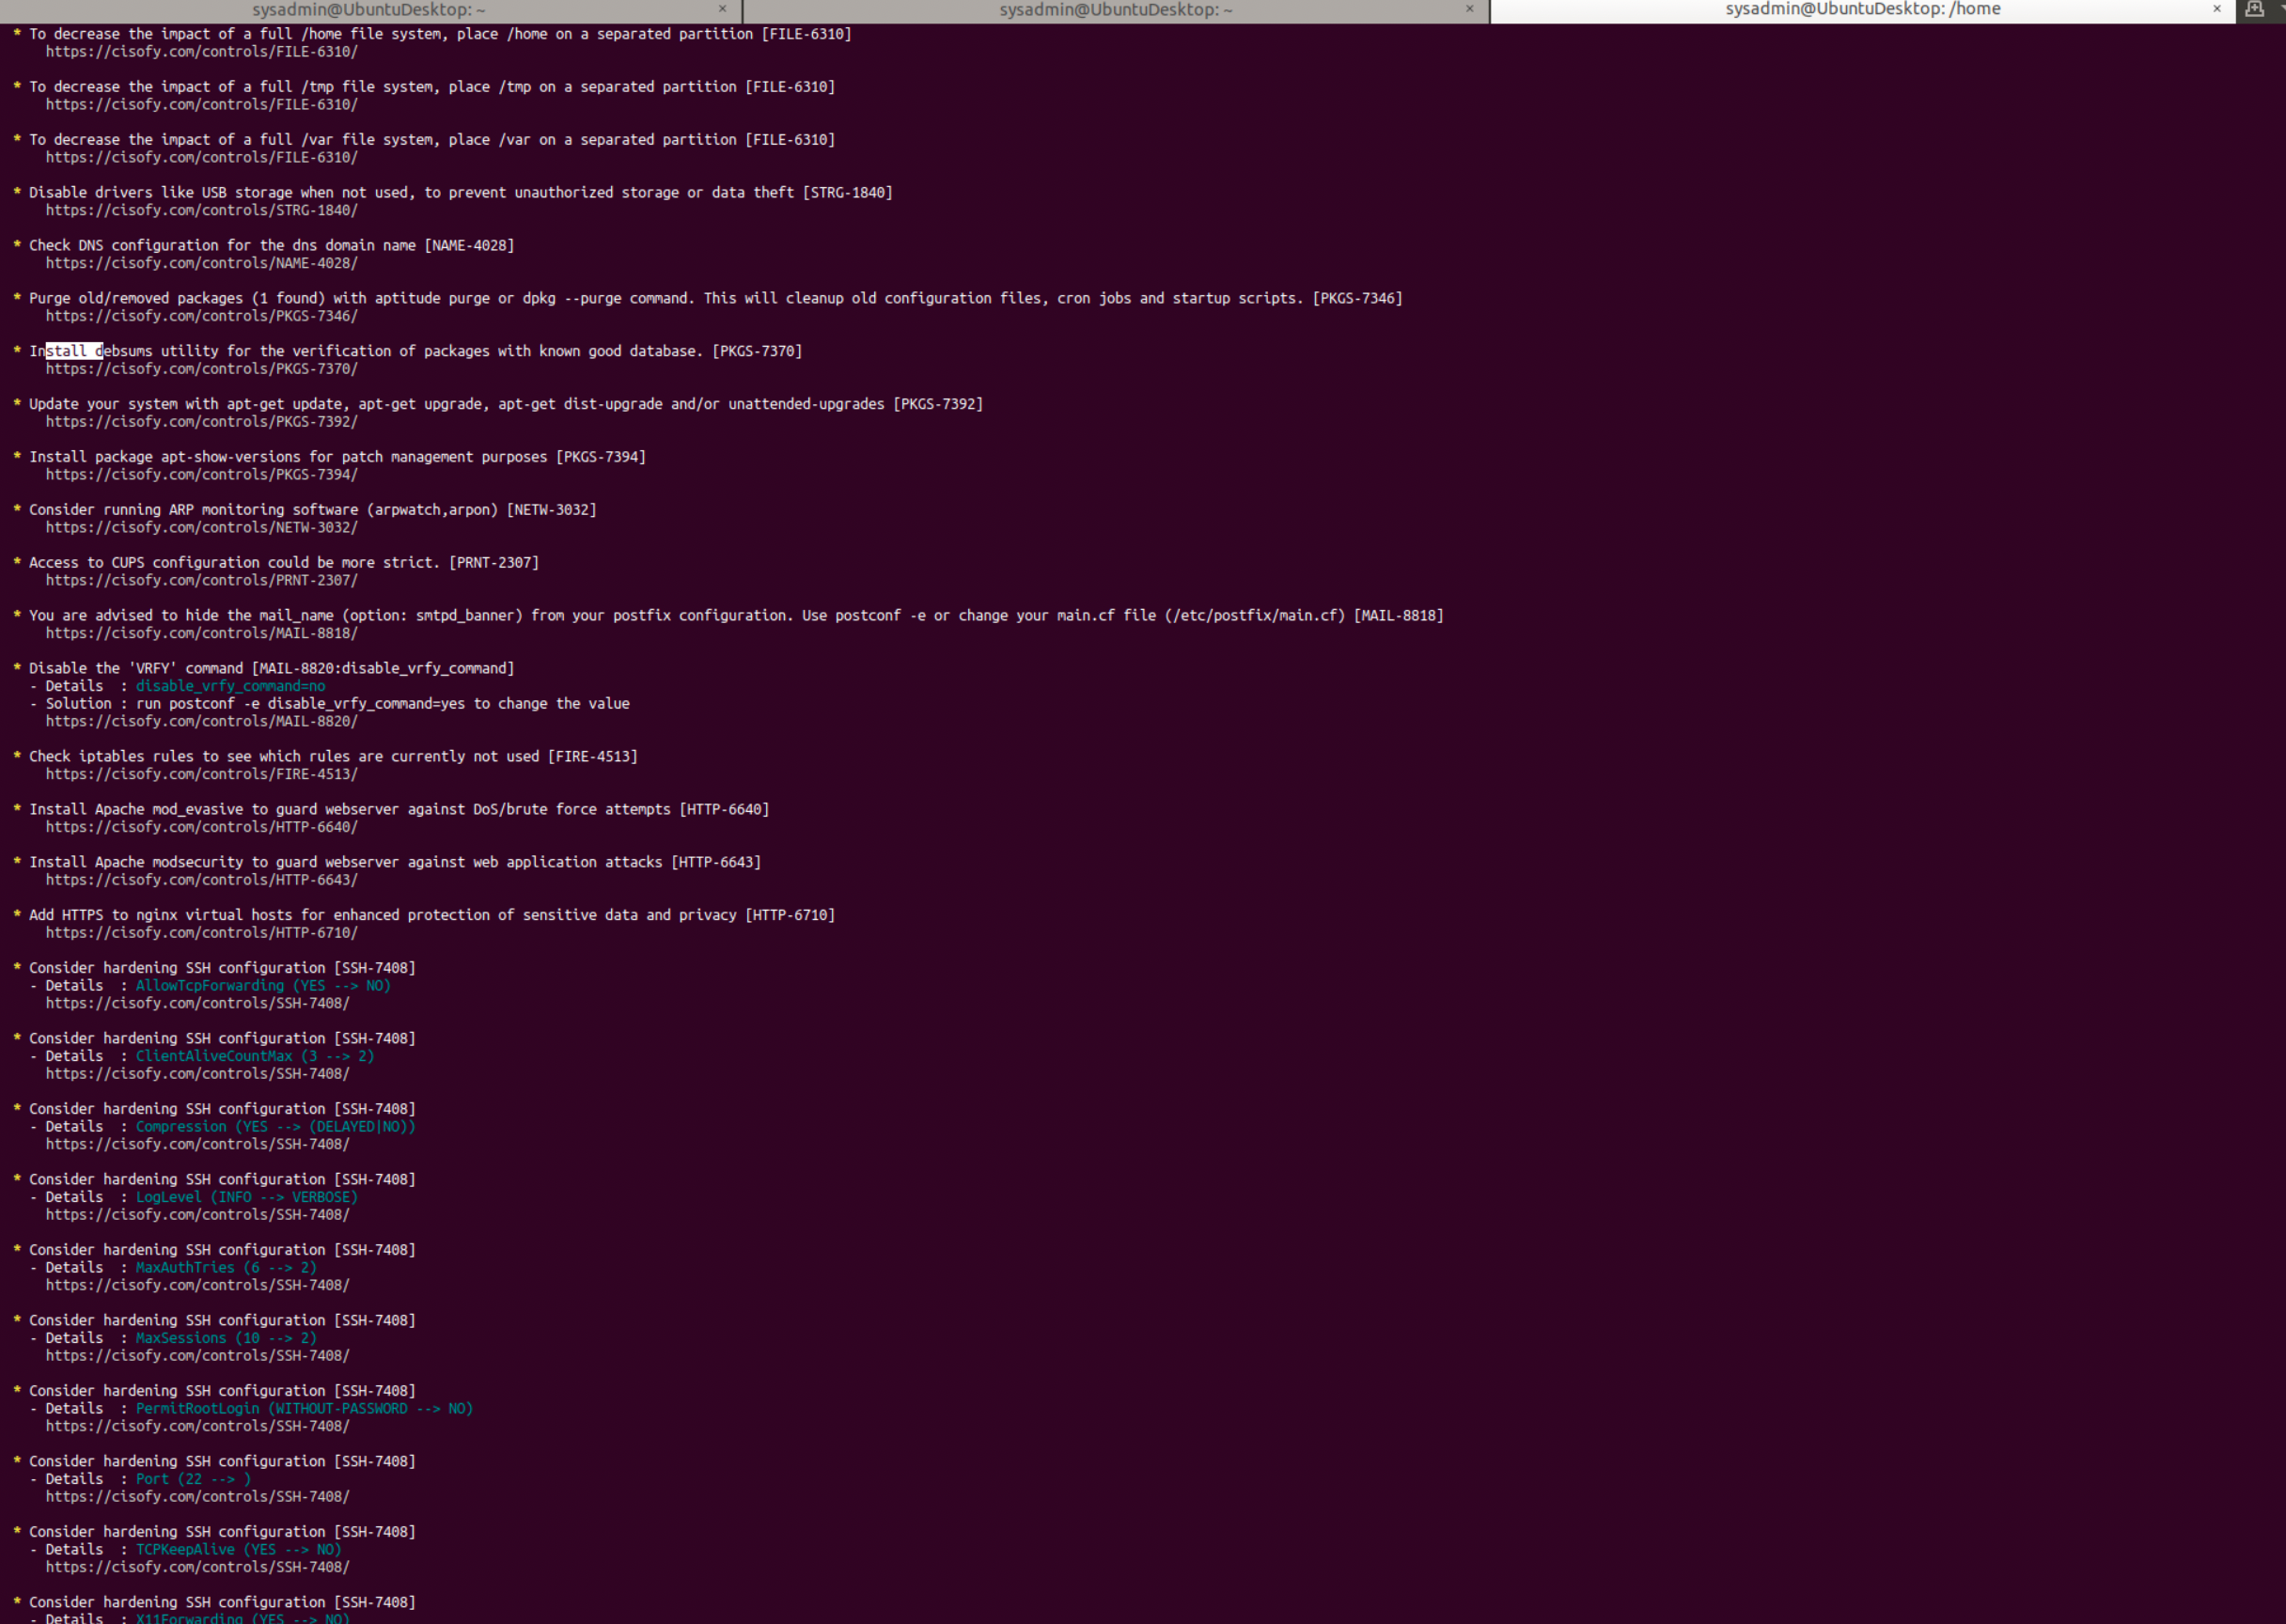 sysadmin@UbuntuDesktop: ~ × sysadmin@UbuntuDesktop: ~ × sysadmin@UbuntuDesktop: /home ×
* To decrease the impact of a full /home file system, place /home on a separated partition [FILE-6310]
https://cisofy.com/controls/FILE-6310/
* To decrease the impact of a full /tmp file system, place /tmp on a separated partition [FILE-6310]
https://cisofy.com/controls/FILE-6310/
* To decrease the impact of a full /var file system, place /var on a separated partition [FILE-6310]
https://cisofy.com/controls/FILE-6310/
* Disable drivers like USB storage when not used, to prevent unauthorized storage or data theft [STRG-1840]
https://cisofy.com/controls/STRG-1840/
* Check DNS configuration for the dns domain name [NAME-4028]
https://cisofy.com/controls/NAME-4028/
* Purge old/removed packages (1 found) with aptitude purge or dpkg --purge command. This will cleanup old configuration files, cron jobs and startup scripts. [PKGS-7346]
https://cisofy.com/controls/PKGS-7346/
* Install debsums utility for the verification of packages with known good database. [PKGS-7370]
https://cisofy.com/controls/PKGS-7370/
* Update your system with apt-get update, apt-get upgrade, apt-get dist-upgrade and/or unattended-upgrades [PKGS-7392]
https://cisofy.com/controls/PKGS-7392/
* Install package apt-show-versions for patch management purposes [PKGS-7394]
https://cisofy.com/controls/PKGS-7394/
* Consider running ARP monitoring software (arpwatch,arpon) [NETW-3032]
https://cisofy.com/controls/NETW-3032/
* Access to CUPS configuration could be more strict. [PRNT-2307]
https://cisofy.com/controls/PRNT-2307/
* You are advised to hide the mail_name (option: smtpd_banner) from your postfix configuration. Use postconf -e or change your main.cf file (/etc/postfix/main.cf) [MAIL-8818]
https://cisofy.com/controls/MAIL-8818/
* Disable the 'VRFY' command [MAIL-8820:disable_vrfy_command]
- Details : disable_vrfy_command=no
- Solution : run postconf -e disable_vrfy_command=yes to change the value
https://cisofy.com/controls/MAIL-8820/
* Check iptables rules to see which rules are currently not used [FIRE-4513]
https://cisofy.com/controls/FIRE-4513/
* Install Apache mod_evasive to guard webserver against DoS/brute force attempts [HTTP-6640]
https://cisofy.com/controls/HTTP-6640/
* Install Apache modsecurity to guard webserver against web application attacks [HTTP-6643]
https://cisofy.com/controls/HTTP-6643/
* Add HTTPS to nginx virtual hosts for enhanced protection of sensitive data and privacy [HTTP-6710]
https://cisofy.com/controls/HTTP-6710/
* Consider hardening SSH configuration [SSH-7408]
- Details : AllowTcpForwarding (YES --> NO)
https://cisofy.com/controls/SSH-7408/
* Consider hardening SSH configuration [SSH-7408]
- Details : ClientAliveCountMax (3 --> 2)
https://cisofy.com/controls/SSH-7408/
* Consider hardening SSH configuration [SSH-7408]
- Details : Compression (YES --> (DELAYED|NO))
https://cisofy.com/controls/SSH-7408/
* Consider hardening SSH configuration [SSH-7408]
- Details : LogLevel (INFO --> VERBOSE)
https://cisofy.com/controls/SSH-7408/
* Consider hardening SSH configuration [SSH-7408]
- Details : MaxAuthTries (6 --> 2)
https://cisofy.com/controls/SSH-7408/
* Consider hardening SSH configuration [SSH-7408]
- Details : MaxSessions (10 --> 2)
https://cisofy.com/controls/SSH-7408/
* Consider hardening SSH configuration [SSH-7408]
- Details : PermitRootLogin (WITHOUT-PASSWORD --> NO)
https://cisofy.com/controls/SSH-7408/
* Consider hardening SSH configuration [SSH-7408]
- Details : Port (22 --> )
https://cisofy.com/controls/SSH-7408/
* Consider hardening SSH configuration [SSH-7408]
- Details : TCPKeepAlive (YES --> NO)
https://cisofy.com/controls/SSH-7408/
* Consider hardening SSH configuration [SSH-7408]
- Details : X11Forwarding (YES --> NO)